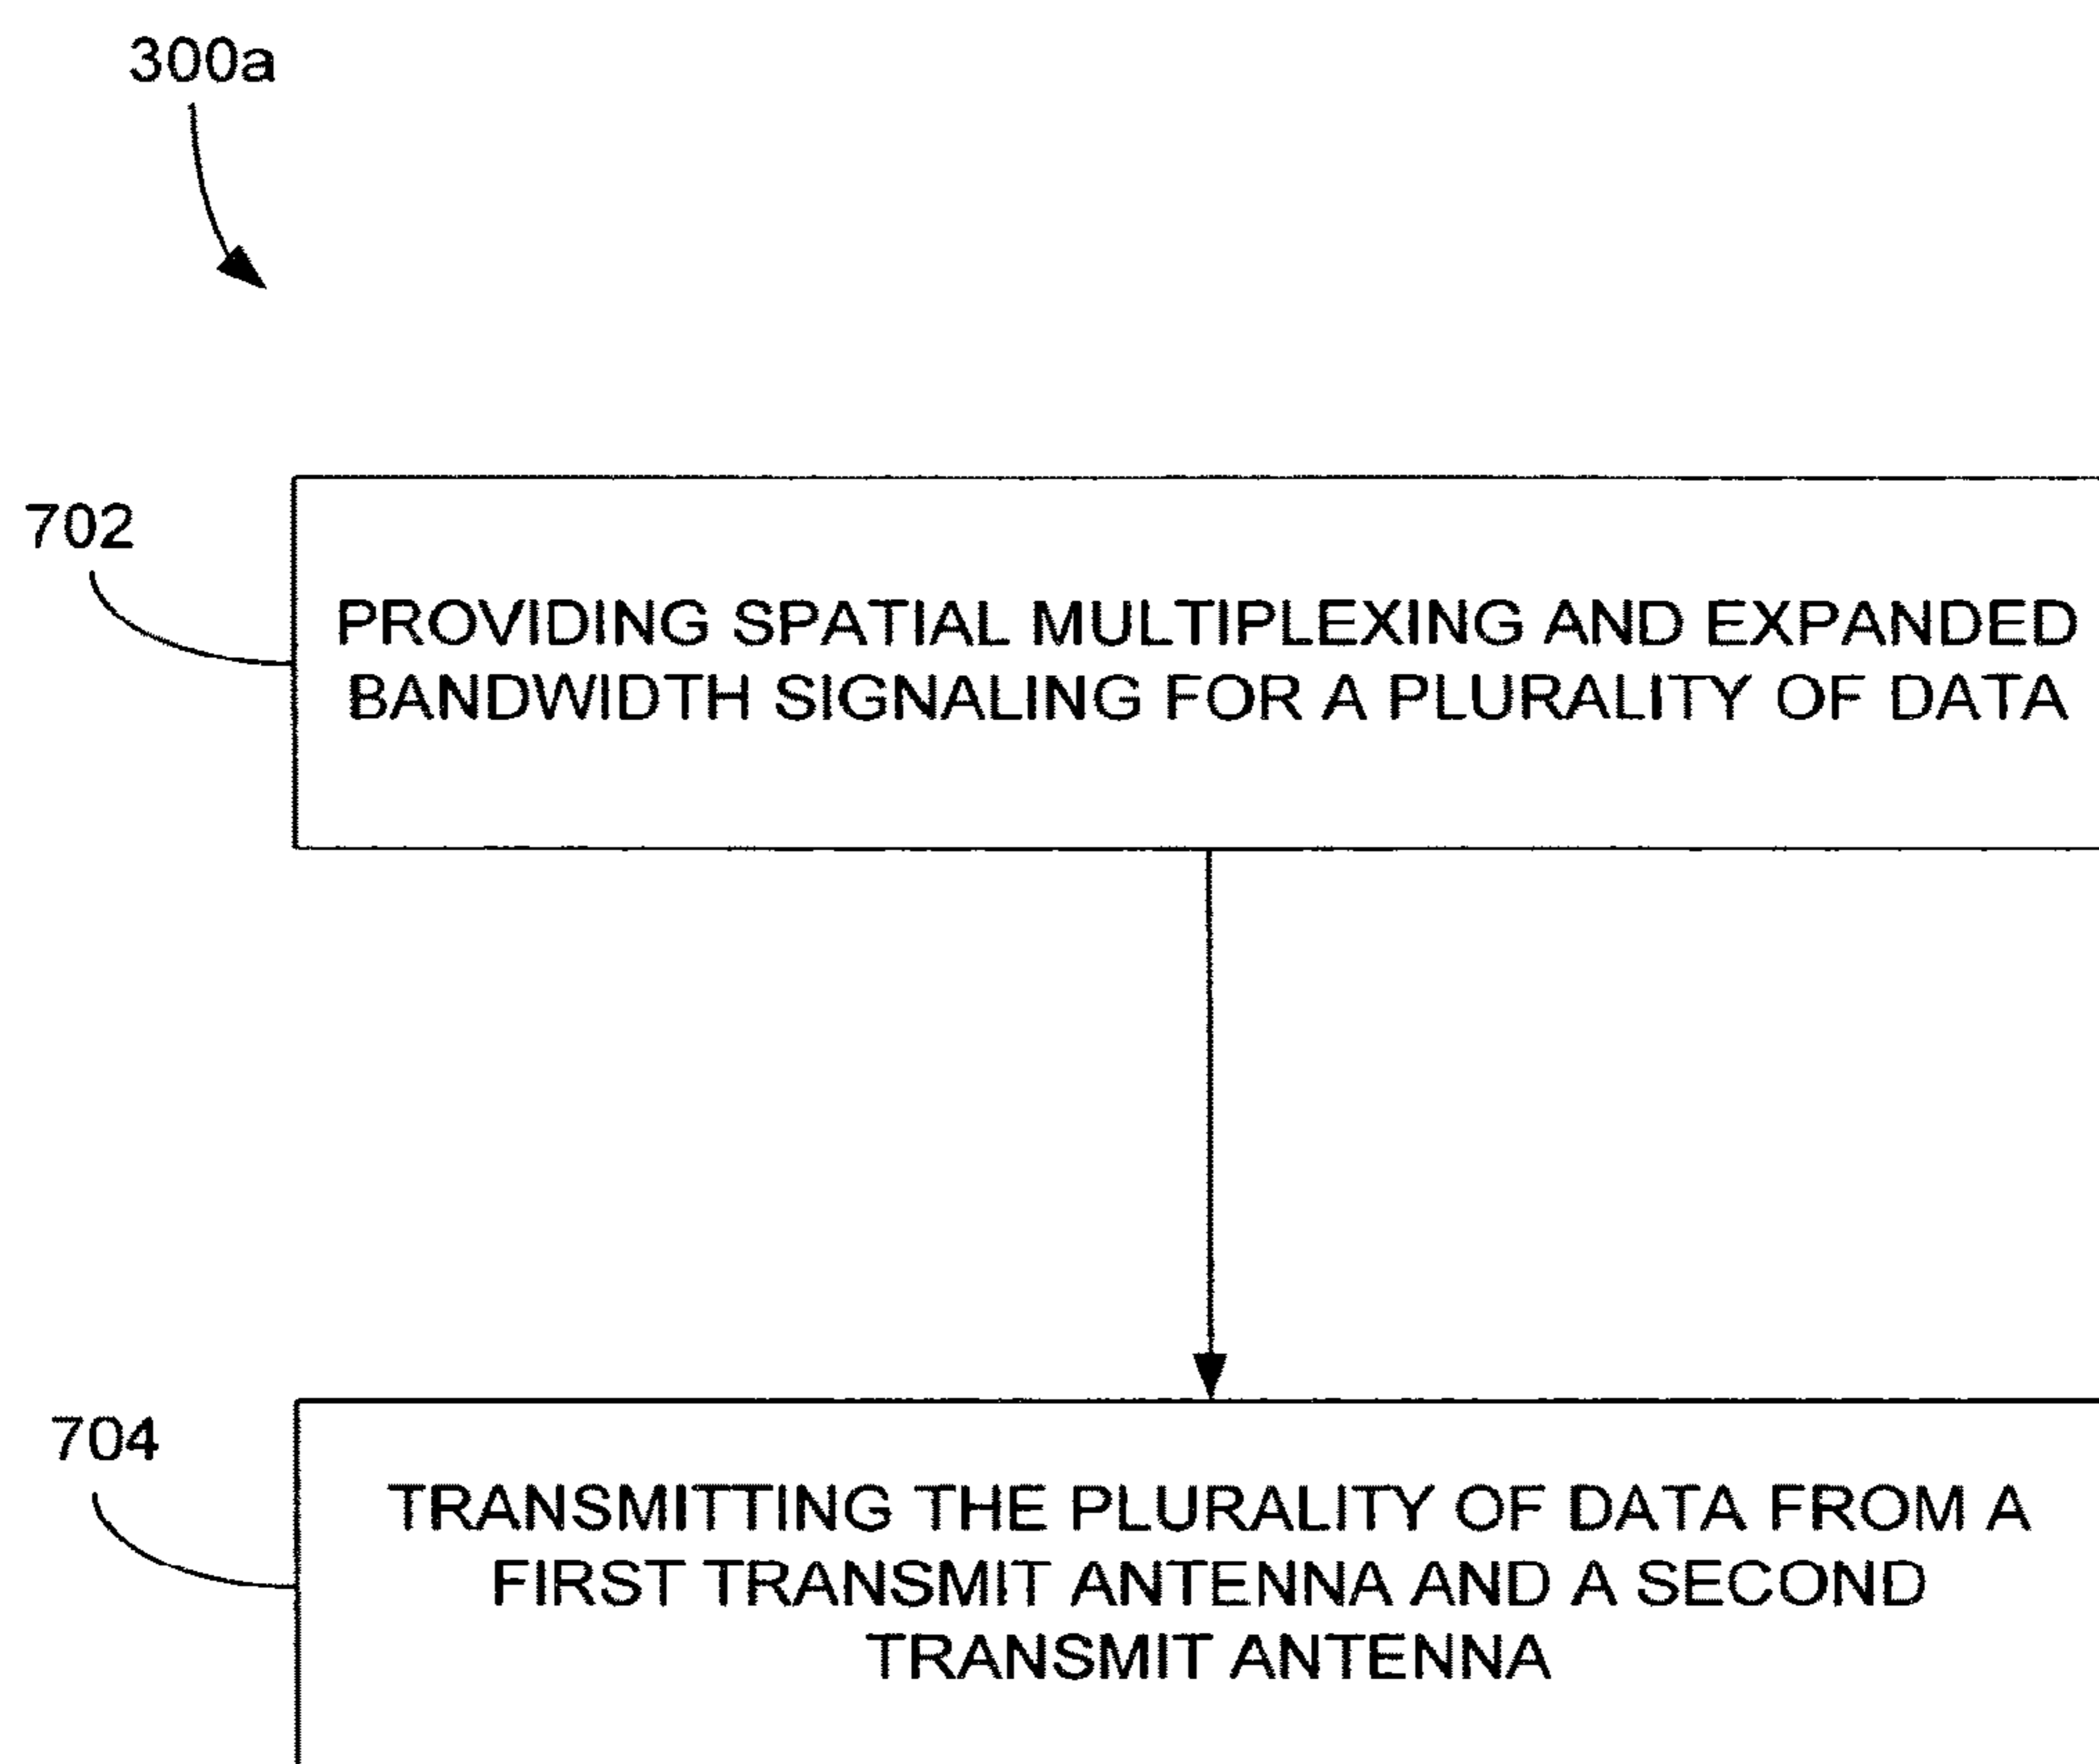 300a
702
PROVIDING SPATIAL MULTIPLEXING AND EXPANDED
BANDWIDTH SIGNALING FOR A PLURALITY OF DATA
704
TRANSMITTING THE PLURALITY OF DATA FROM A
FIRST TRANSMIT ANTENNA AND A SECOND
TRANSMIT ANTENNA